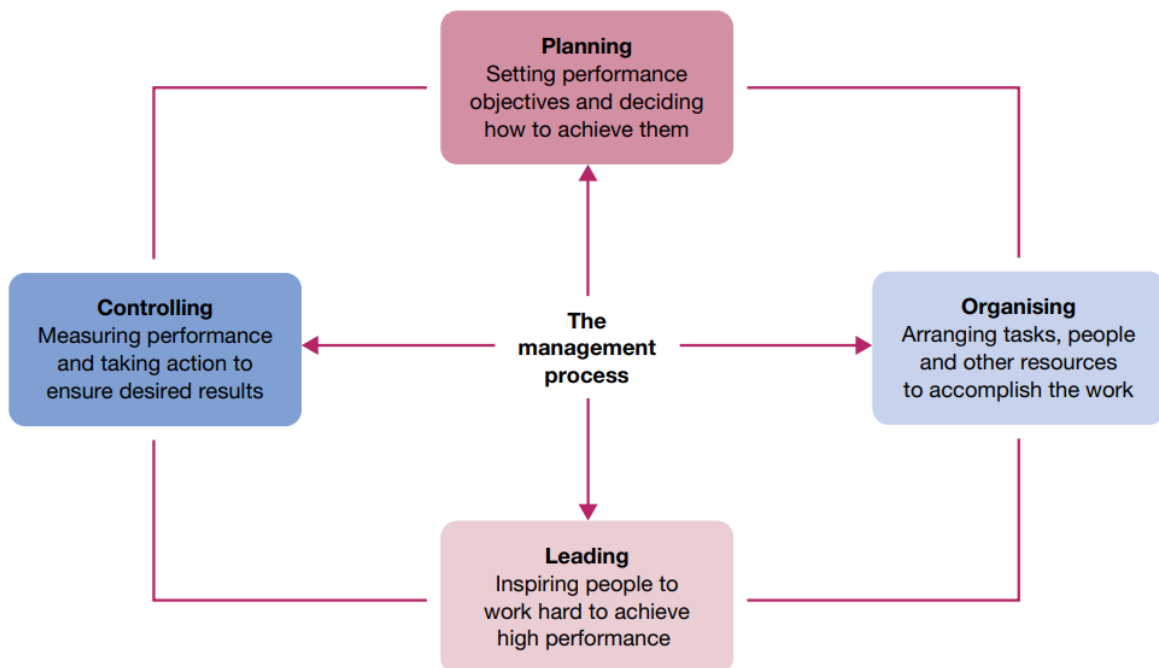 Planning
Setting performance
objectives and deciding
how to achieve them
Controlling
Measuring performance
and taking action to
ensure desired results
The
management
process
Organising
Arranging tasks, people
and other resources
to accomplish the work
Leading
Inspiring people to
work hard to achieve
high performance